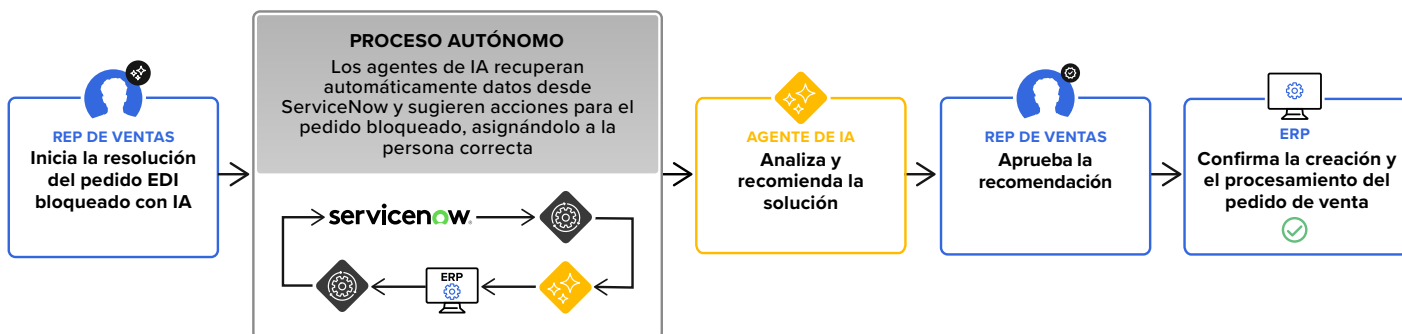 REP DE VENTAS
Inicia la resolución
del pedido EDI
bloqueado con IA
PROCESO AUTÓNOMO
Los agentes de IA recuperan
automáticamente datos desde
ServiceNow y sugieren acciones para el
pedido bloqueado, asignándolo a la
persona correcta
servicenow
ERP
AGENTE DE IA
Analiza y
recomienda la
solución
REP DE VENTAS
Aprueba la
recomendación
ERP
Confirma la creación y
el procesamiento del
pedido de venta